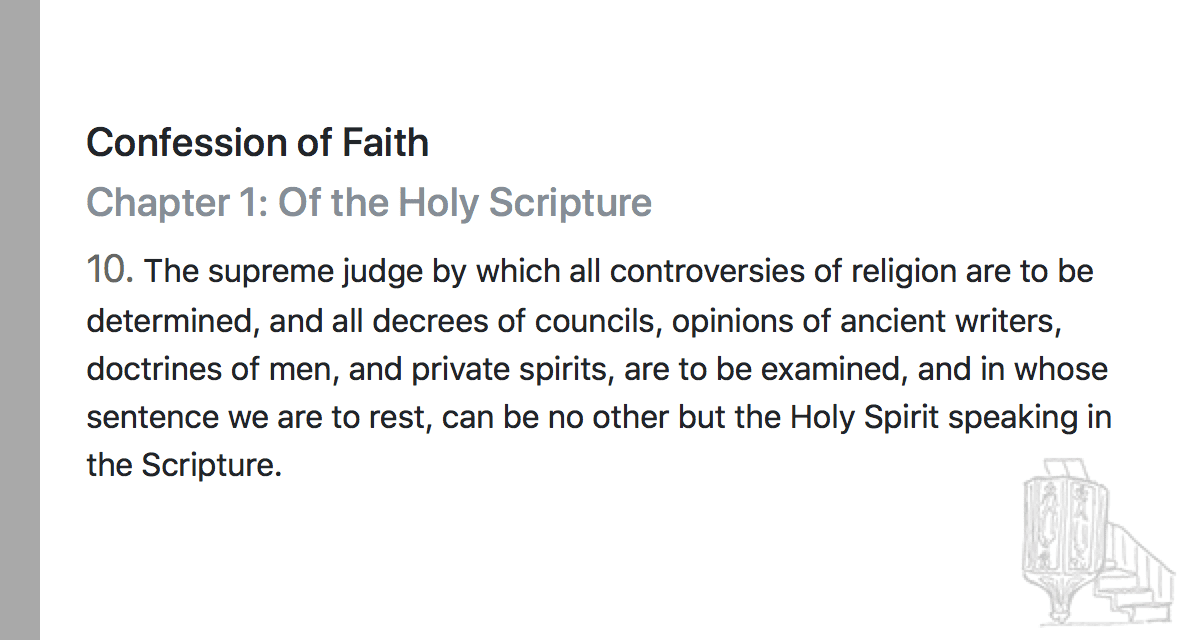 Confession of Faith
Chapter 1: Of the Holy Scripture
10. The supreme judge by which all controversies of religion are to be
determined, and all decrees of councils, opinions of ancient writers,
doctrines of men, and private spirits, are to be examined, and in whose
sentence we are to rest, can be no other but the Holy Spirit speaking in
the Scripture.